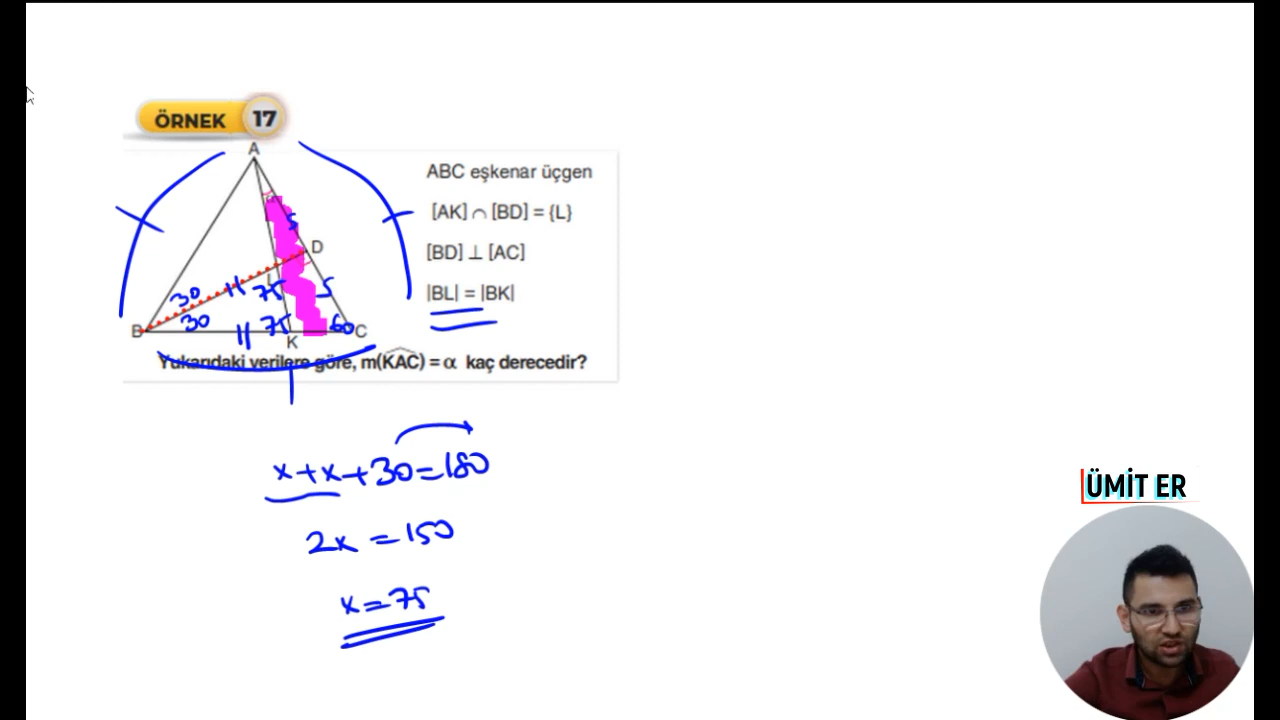 ÖRNEK 17
A
ABC eşkenar üçgen
[AK] ∩ [BD] = {L}
5
D
[BD] ⊥ [AC]
L
30 75 5
|BL| = |BK|
30 75 60
B K C
Yukarıdaki verilere göre, m(KAC) = α kaç derecedir?
x+x+30=180
2x = 150
x = 75
ÜMİT ER